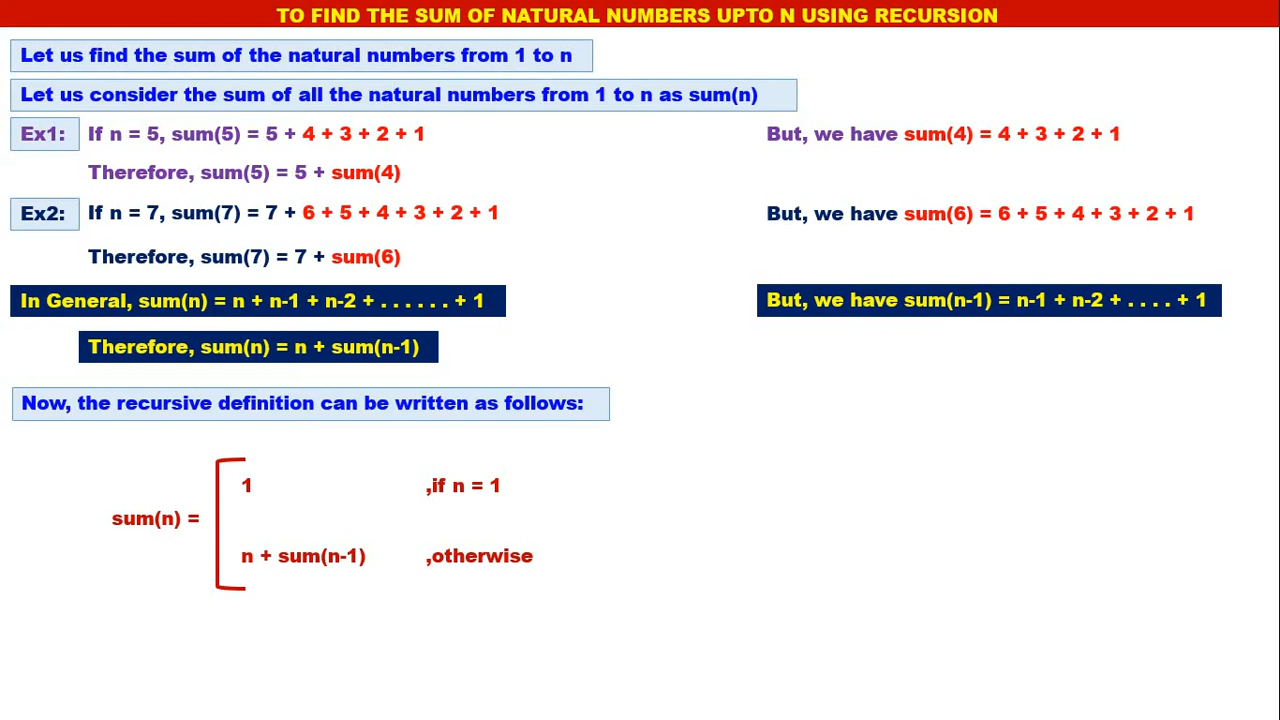 TO FIND THE SUM OF NATURAL NUMBERS UPTO N USING RECURSION
Let us find the sum of the natural numbers from 1 to n
Let us consider the sum of all the natural numbers from 1 to n as sum(n)
Ex1: If n = 5, sum(5) = 5 + 4 + 3 + 2 + 1 But, we have sum(4) = 4 + 3 + 2 + 1
Therefore, sum(5) = 5 + sum(4)
Ex2: If n = 7, sum(7) = 7 + 6 + 5 + 4 + 3 + 2 + 1 But, we have sum(6) = 6 + 5 + 4 + 3 + 2 + 1
Therefore, sum(7) = 7 + sum(6)
In General, sum(n) = n + n-1 + n-2 + . . . . . . + 1 But, we have sum(n-1) = n-1 + n-2 + . . . . + 1
Therefore, sum(n) = n + sum(n-1)
Now, the recursive definition can be written as follows:
1 ,if n = 1
sum(n) =
n + sum(n-1) ,otherwise